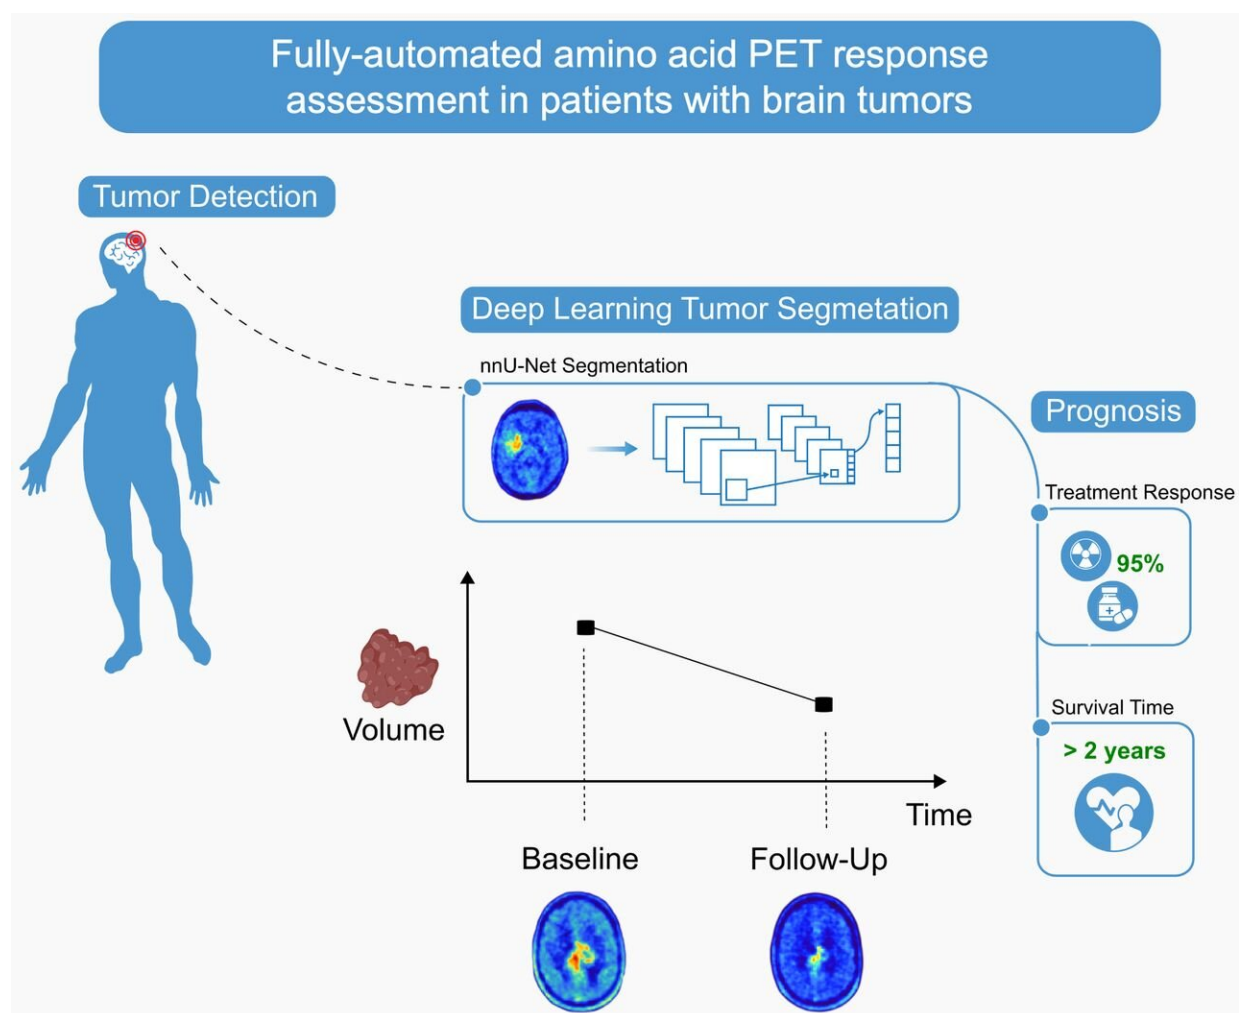 Fully-automated amino acid PET response
assessment in patients with brain tumors
Tumor Detection
Deep Learning Tumor Segmetation
nnU-Net Segmentation
Prognosis
Treatment Response
95%
Survival Time
> 2 years
Volume
Time
Baseline
Follow-Up